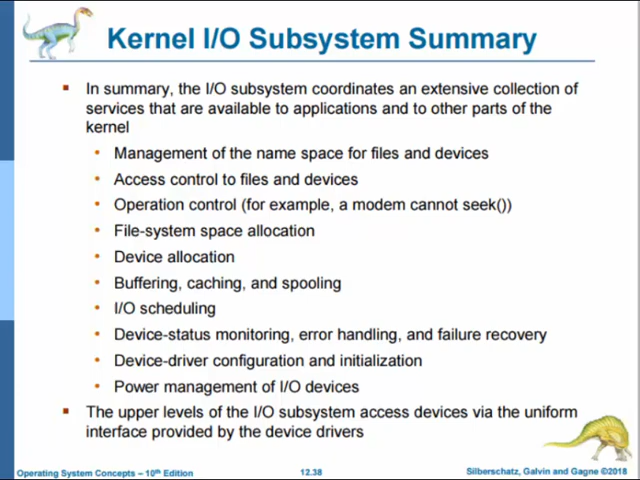 Kernel I/O Subsystem Summary
In summary, the I/O subsystem coordinates an extensive collection of
services that are available to applications and to other parts of the
kernel
Management of the name space for files and devices
Access control to files and devices
Operation control (for example, a modem cannot seek())
File-system space allocation
Device allocation
Buffering, caching, and spooling
I/O scheduling
Device-status monitoring, error handling, and failure recovery
Device-driver configuration and initialization
Power management of I/O devices
The upper levels of the I/O subsystem access devices via the uniform
interface provided by the device drivers
Operating System Concepts – 10th Edition 12.38 Silberschatz, Galvin and Gagne ©2018